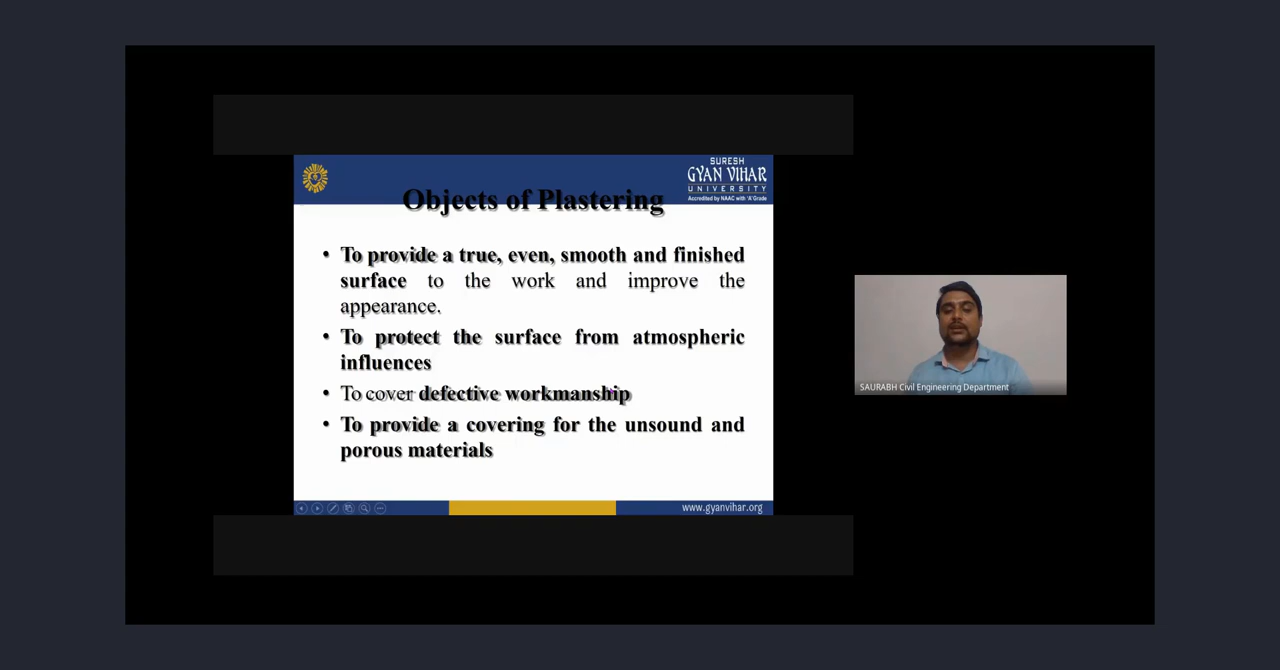 SURESH
GYAN VIHAR
UNIVERSITY
Accredited by NAAC with 'A' Grade
Objects of Plastering
• To provide a true, even, smooth and finished
surface to the work and improve the
appearance.
• To protect the surface from atmospheric
influences
• To cover defective workmanship
• To provide a covering for the unsound and
porous materials
www.gyanvihar.org
SAURABH Civil Engineering Department